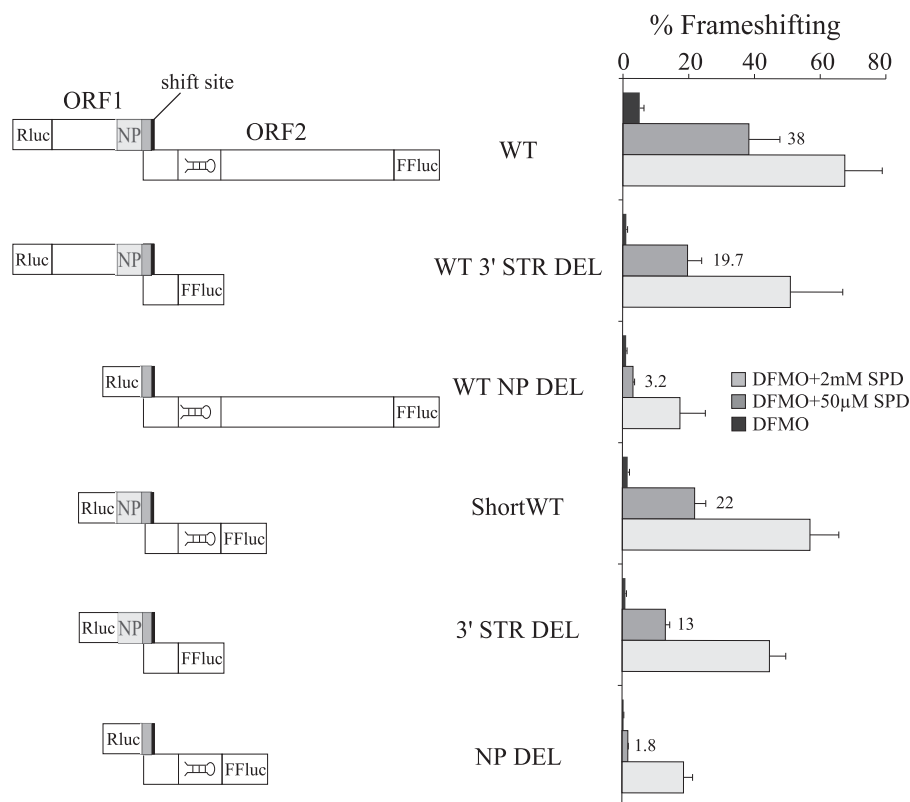 % Frameshifting
0 20 40 60 80
shift site
ORF1
Rluc NP
ORF2
FFluc
WT
38
Rluc NP
FFluc
WT 3' STR DEL
19.7
Rluc
FFluc
WT NP DEL
3.2
DFMO+2mM SPD
DFMO+50µM SPD
DFMO
Rluc NP
FFluc
ShortWT
22
Rluc NP
FFluc
3' STR DEL
13
Rluc
FFluc
NP DEL
1.8